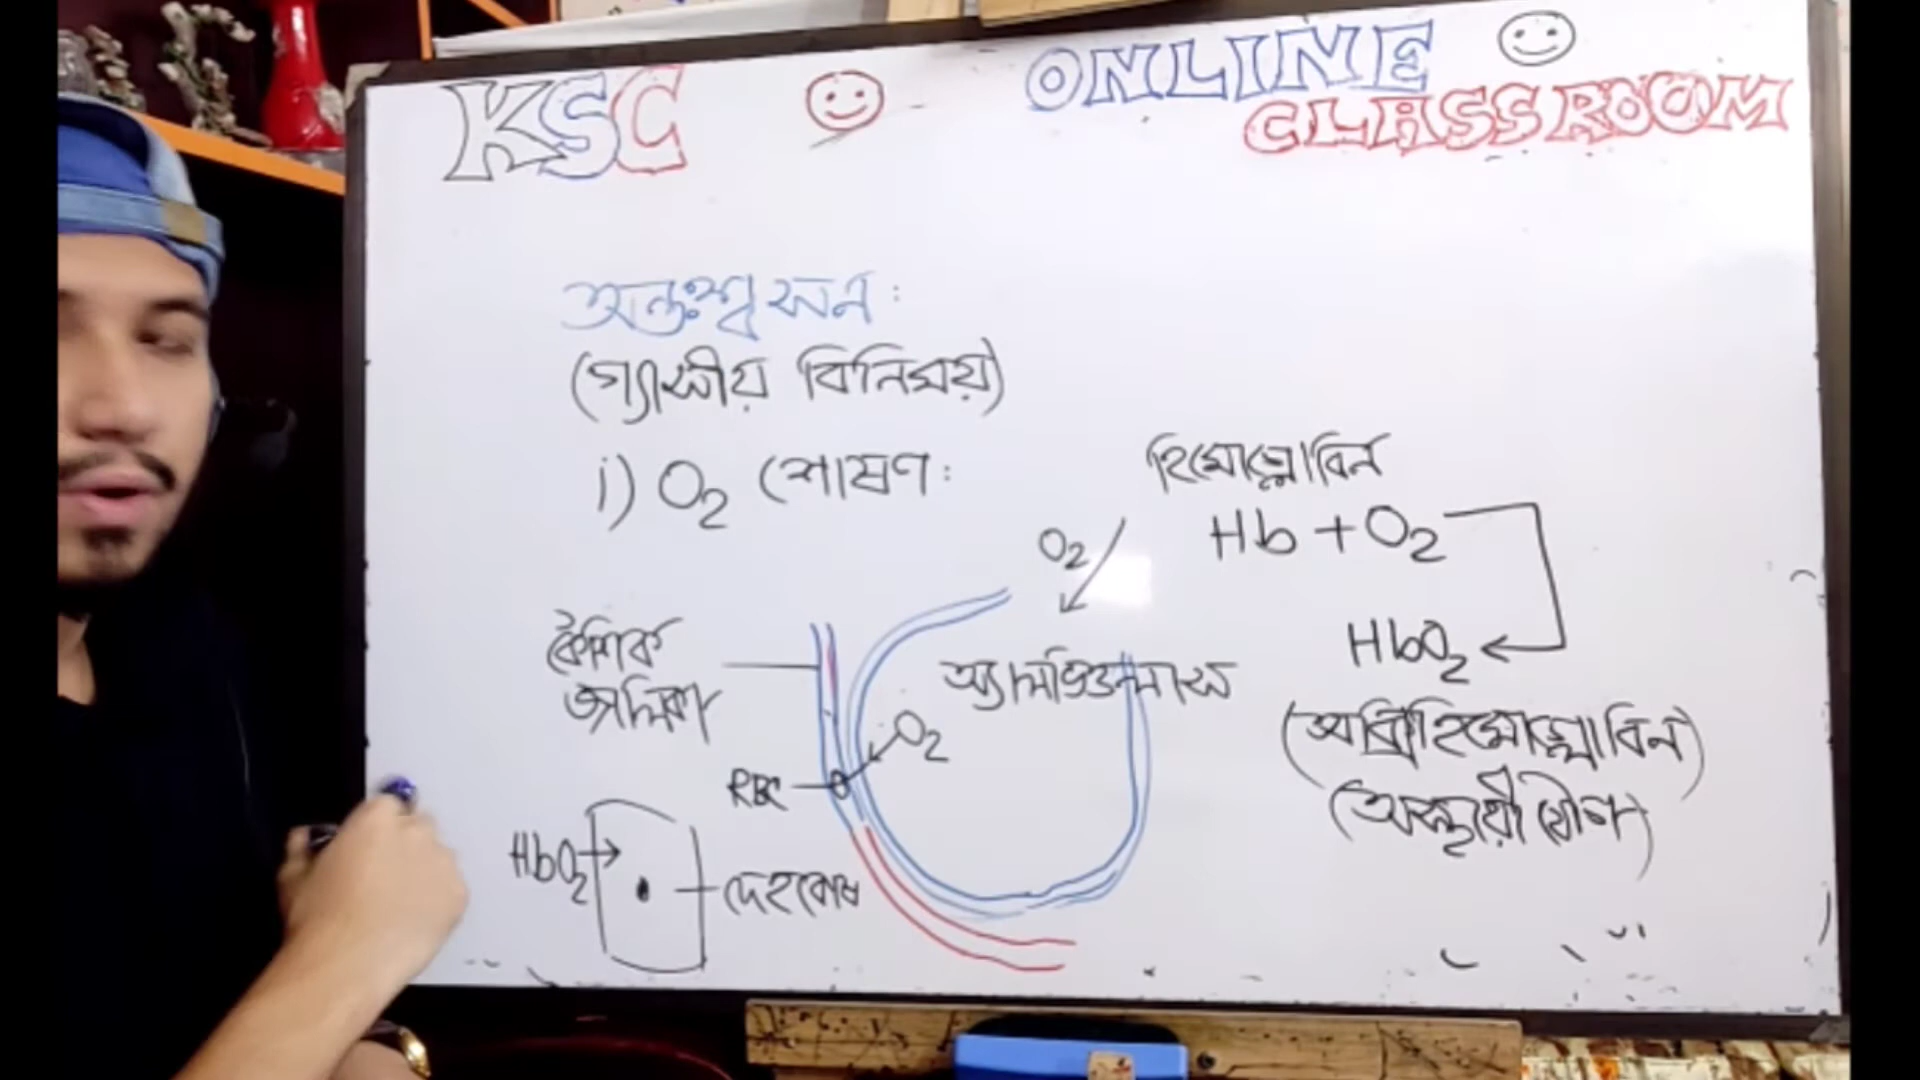 KSC
ONLINE
CLASSROOM
অন্তঃশ্বসন:
(গ্যাসীয় বিনিময়)
i) O₂ শোষণ:
হিমোগ্লোবিন
Hb + O₂
HbO₂
(অক্সিহিমোগ্লোবিন)
(অস্থায়ী যৌগ)
O₂
অ্যালভিওলাস
O₂
কৈশিক
জালিকা
RBC
HbO₂
দেহকোষ